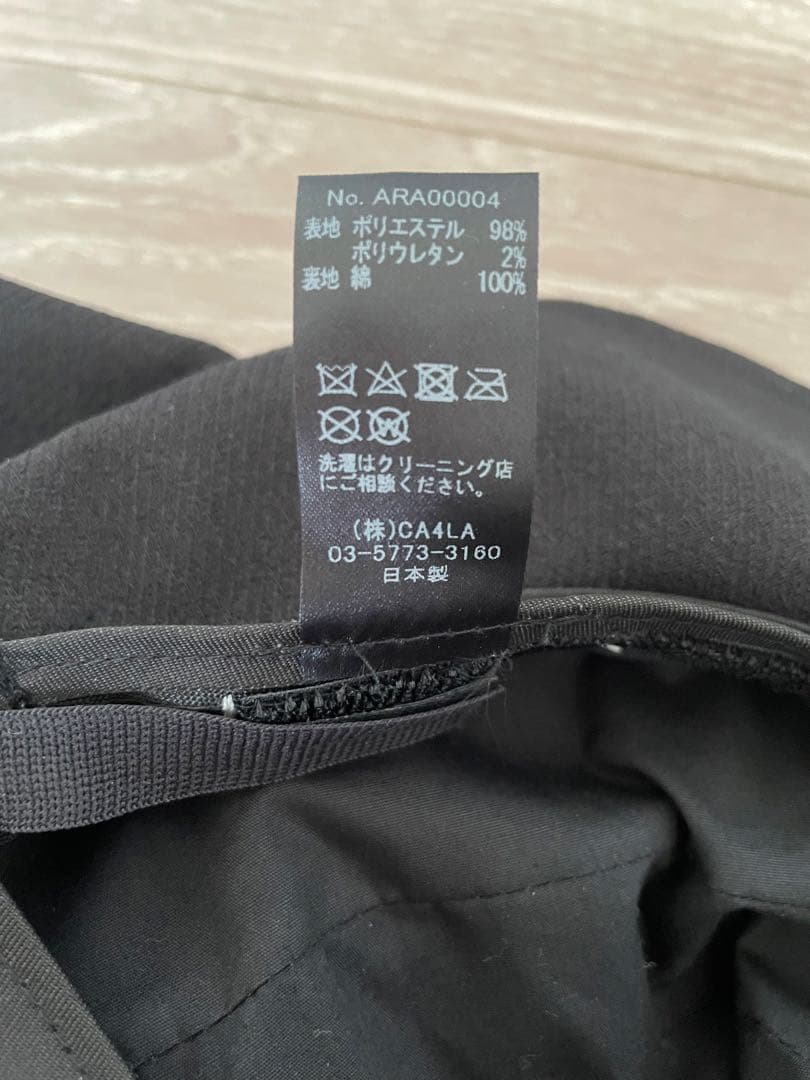 No. ARA00004
表地 ポリエステル 98%
ポリウレタン 2%
裏地 綿 100%
洗濯はクリーニング店
にご相談ください。
(株)CA4LA
03-5773-3160
日本製